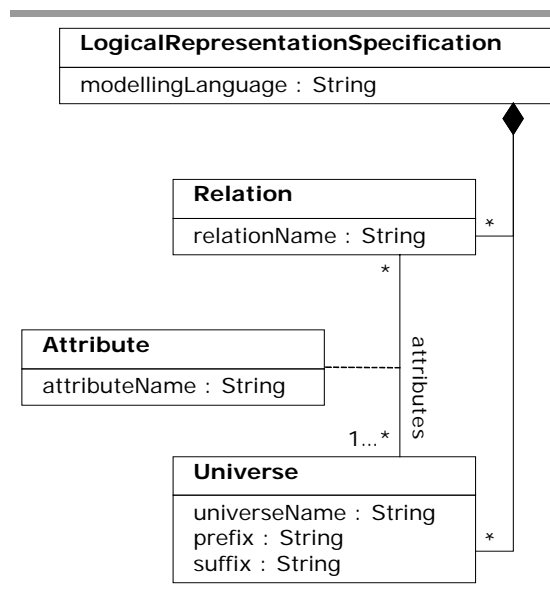 LogicalRepresentationSpecification
modellingLanguage : String
Relation
relationName : String
*
*
Attribute
attributeName : String
attributes
1...*
Universe
universeName : String
prefix : String
suffix : String
*